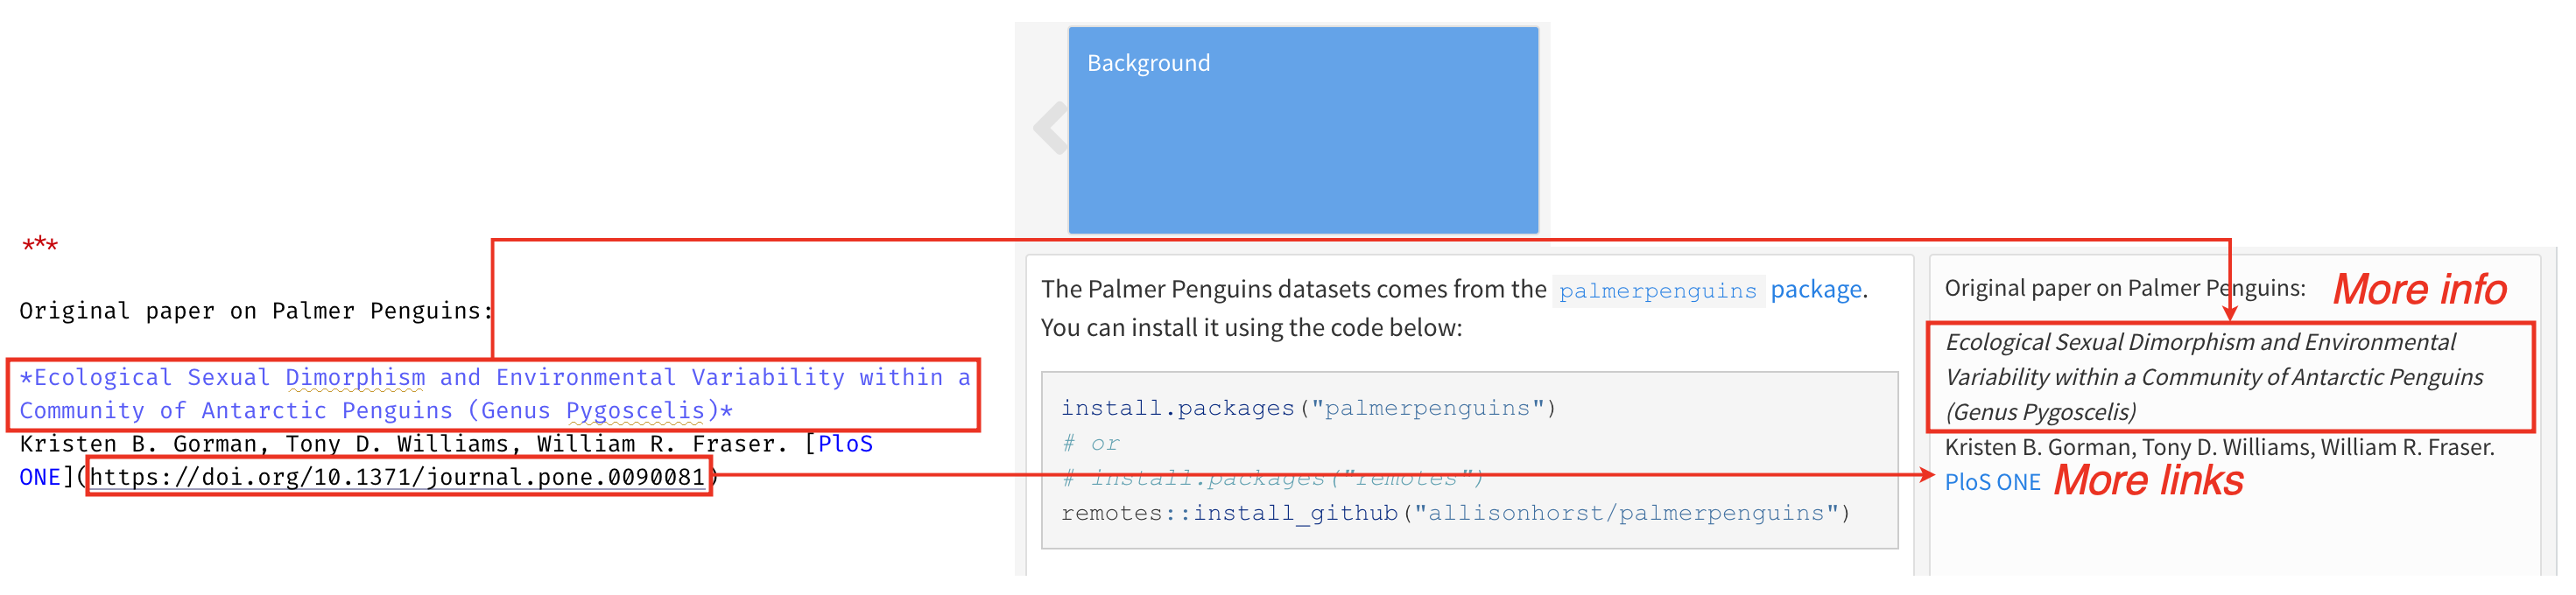 ***
Original paper on Palmer Penguins:
*Ecological Sexual Dimorphism and Environmental Variability within a
Community of Antarctic Penguins (Genus Pygoscelis)*
Kristen B. Gorman, Tony D. Williams, William R. Fraser. [PloS
ONE](https://doi.org/10.1371/journal.pone.0090081)
Background
The Palmer Penguins datasets comes from the palmerpenguins package.
You can install it using the code below:
install.packages("palmerpenguins")
# or
# install.packages("remotes")
remotes::install_github("allisonhorst/palmerpenguins")
Original paper on Palmer Penguins: More info
Ecological Sexual Dimorphism and Environmental
Variability within a Community of Antarctic Penguins
(Genus Pygoscelis)
Kristen B. Gorman, Tony D. Williams, William R. Fraser.
PloS ONE More links